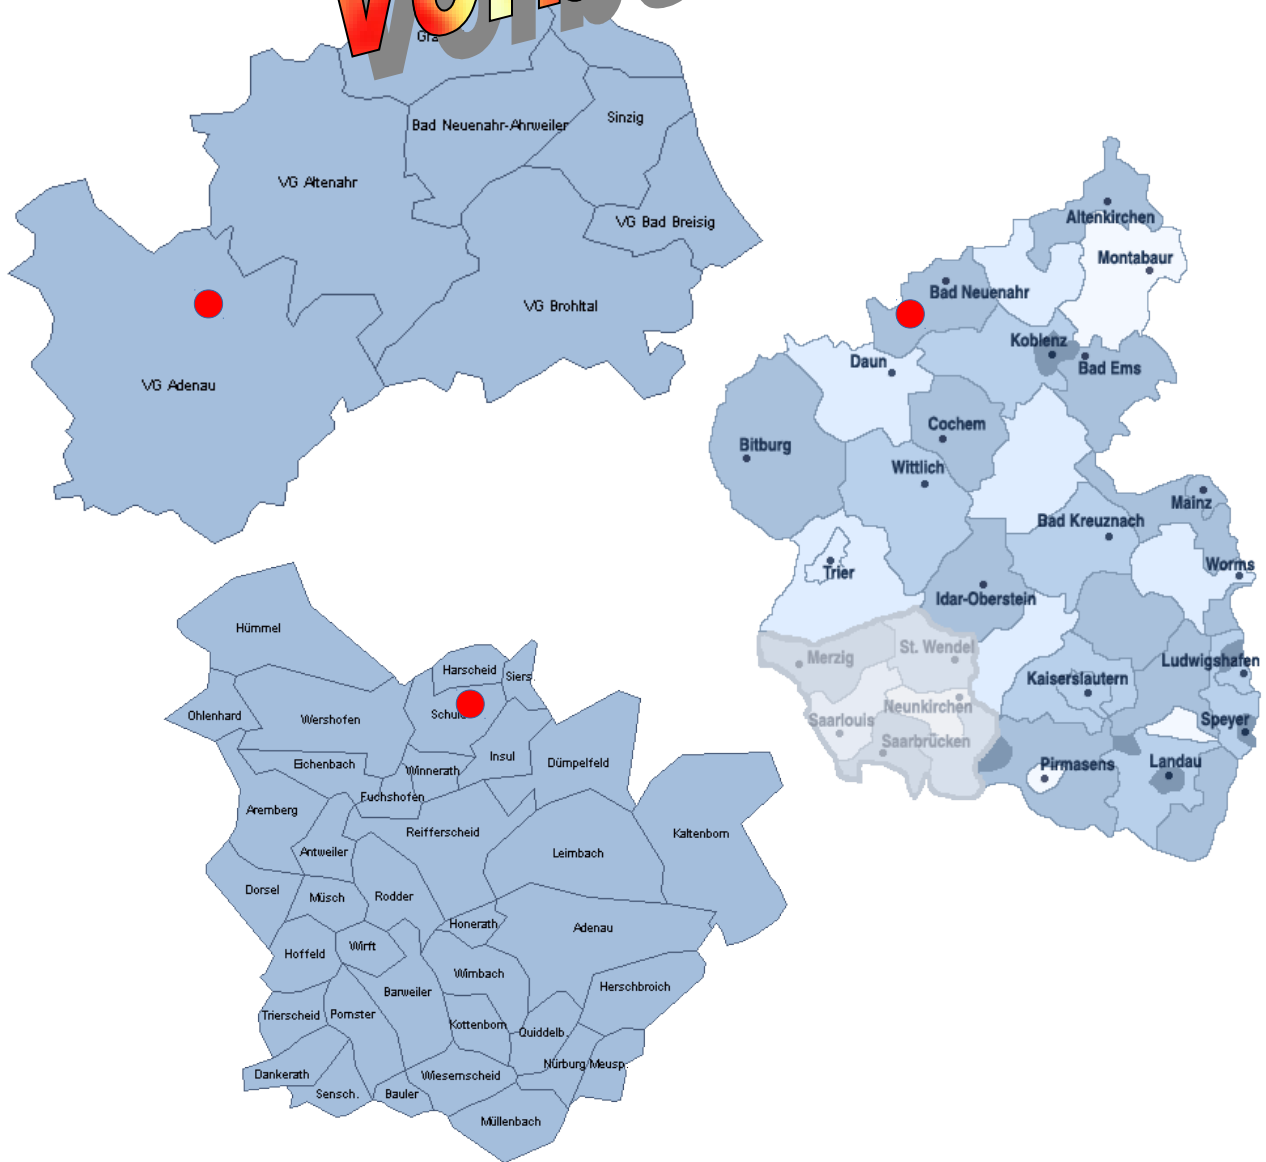 Bad Neuenahr-Ahrweiler
Sinzig
VG Altenahr
VG Bad Breisig
VG Brohltal
VG Adenau
Altenkirchen
Montabaur
Bad Neuenahr
Koblenz
Daun
Bad Ems
Cochem
Bitburg
Wittlich
Mainz
Bad Kreuznach
Worms
Trier
Idar-Oberstein
St. Wendel
Merzig
Ludwigshafen
Kaiserslautern
Neunkirchen
Saarlouis
Speyer
Saarbrücken
Landau
Pirmasens
Hümmel
Harscheid
Siers.
Ohlenhard
Wershofen
Insul
Eichenbach
Dümpelfeld
Winnerath
Fuchshofen
Aremberg
Reifferscheid
Kaltenborn
Antweiler
Leimbach
Dorsel
Müsch
Rodder
Honerath
Adenau
Hoffeld
Wirft
Wimbach
Herschbroich
Barweiler
Trierscheid
Pomster
Kottenborn
Quiddelb.
Nürburg
Meusp.
Dankerath
Wiesemscheid
Sensch.
Bauler
Müllenbach